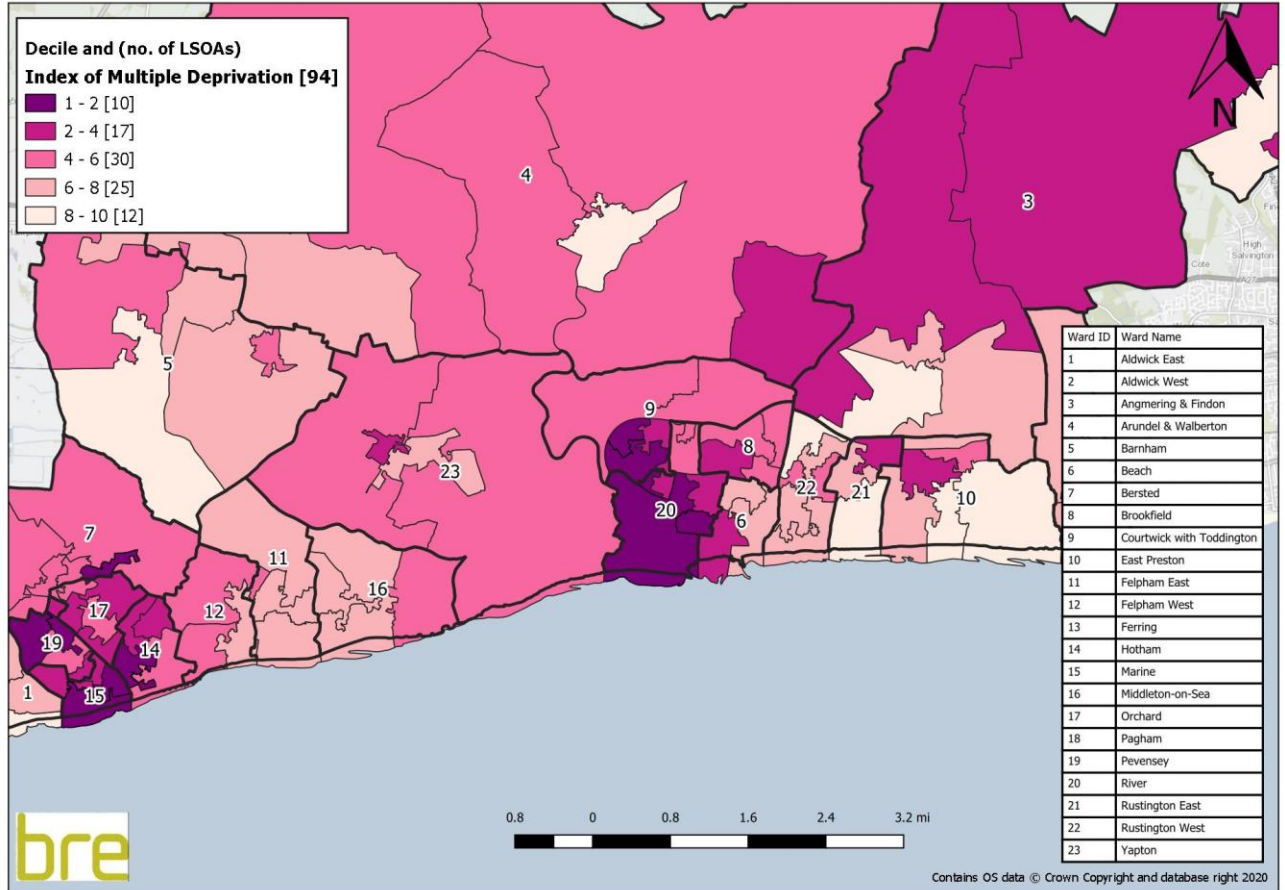 Decile and (no. of LSOAs)
Index of Multiple Deprivation [94]
1 - 2 [10]
2 - 4 [17]
4 - 6 [30]
6 - 8 [25]
8 - 10 [12]
N
4
3
High
Salvington
Cote
A27
5
9
8
23
22
21
20
10
6
7
11
16
12
17
19
14
1
15
Ward ID Ward Name
1 Aldwick East
2 Aldwick West
3 Angmering & Findon
4 Arundel & Walberton
5 Barnham
6 Beach
7 Bersted
8 Brookfield
9 Courtwick with Toddington
10 East Preston
11 Felpham East
12 Felpham West
13 Ferring
14 Hotham
15 Marine
16 Middleton-on-Sea
17 Orchard
18 Pagham
19 Pevensey
20 River
21 Rustington East
22 Rustington West
23 Yapton
bre
0.8 0 0.8 1.6 2.4 3.2 mi
Contains OS data © Crown Copyright and database right 2020